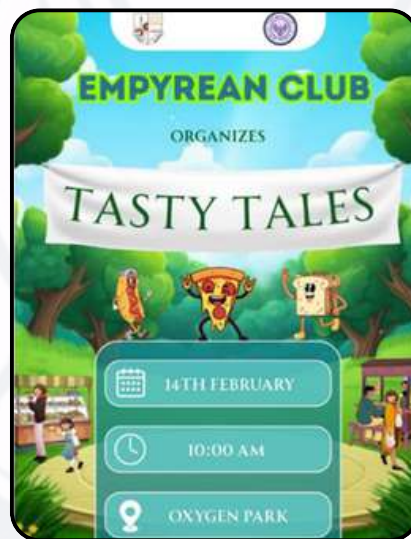 EMPYREAN CLUB
ORGANIZES
TASTY TALES
14TH FEBRUARY
10:00 AM
OXYGEN PARK